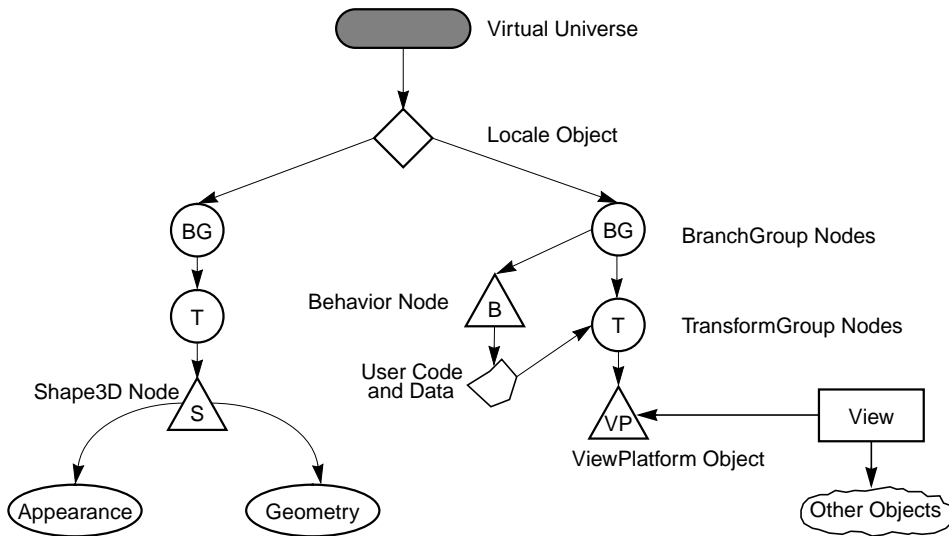 Virtual Universe
Locale Object
BG
BG
BranchGroup Nodes
Behavior Node
B
T
T
TransformGroup Nodes
User Code
and Data
Shape3D Node
S
VP
View
ViewPlatform Object
Appearance
Geometry
Other Objects